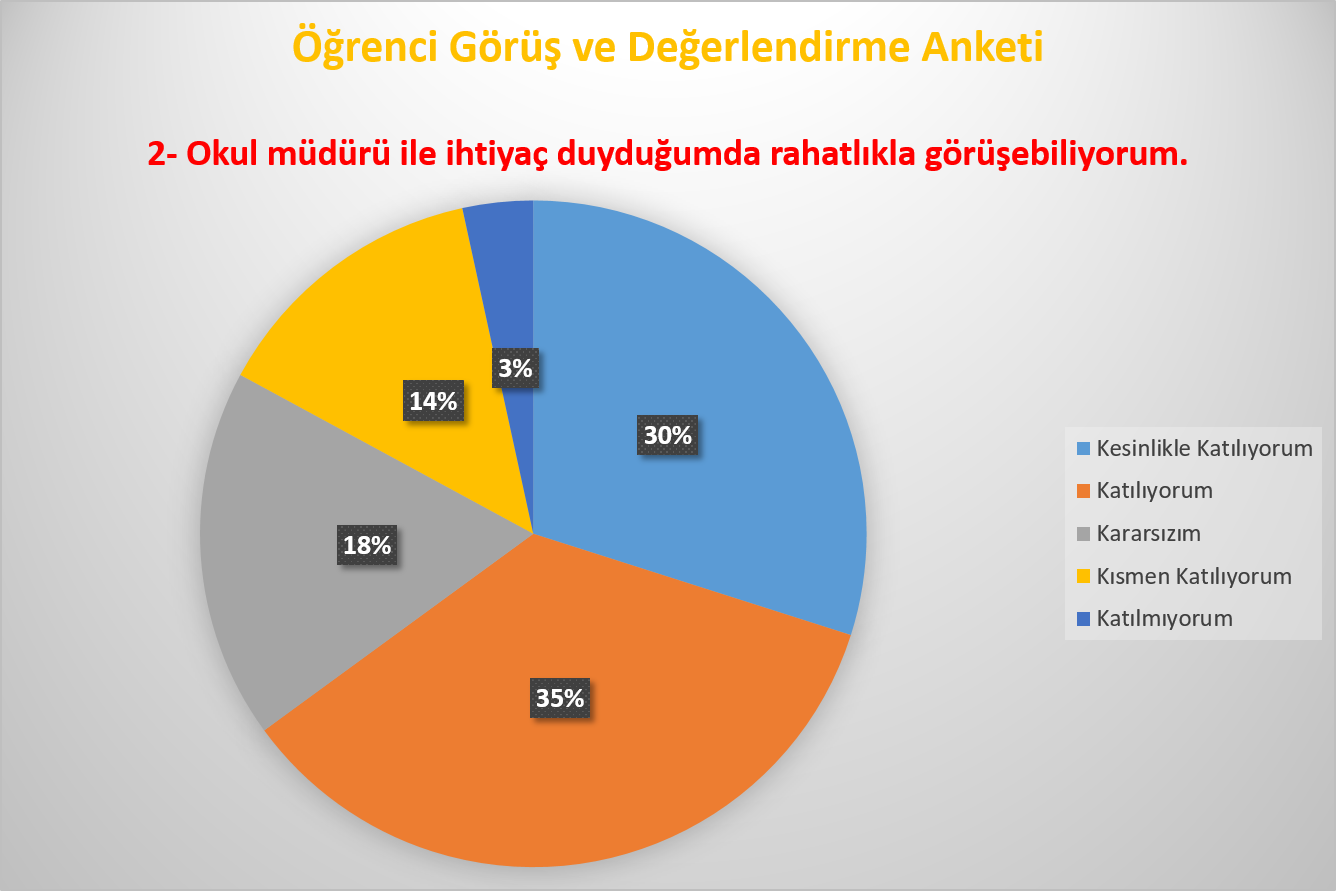 Öğrenci Görüş ve Değerlendirme Anketi
2- Okul müdürü ile ihtiyaç duyduğumda rahatlıkla görüşebiliyorum.
3%
14%
30%
18%
35%
Kesinlikle Katılıyorum
Katılıyorum
Kararsızım
Kısmen Katılıyorum
Katılmıyorum